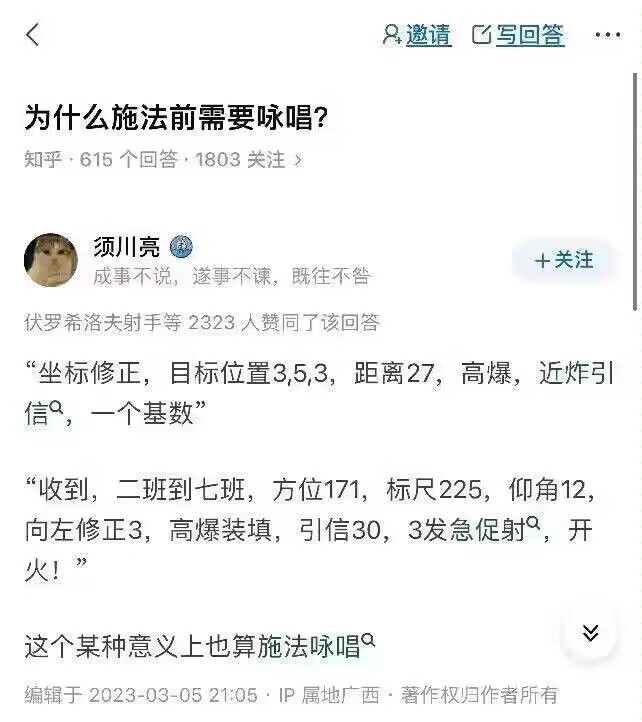 邀请 写回答
为什么施法前需要咏唱?
知乎 · 615 个回答 · 1803 关注 >
须川亮
成事不说，遂事不谏，既往不咎
+关注
伏罗希洛夫射手等 2323 人赞同了该回答
“坐标修正，目标位置3,5,3，距离27，高爆，近炸引
信，一个基数”
“收到，二班到七班，方位171，标尺225，仰角12，
向左修正3，高爆装填，引信30，3发急促射，开
火！”
这个某种意义上也算施法咏唱
编辑于 2023-03-05 21:05 · IP 属地广西 · 著作权归作者所有